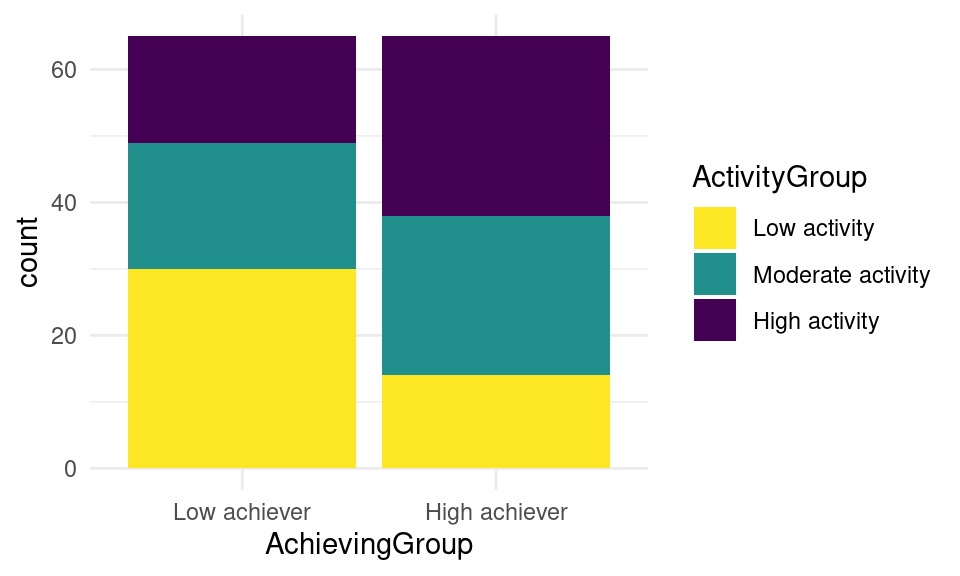 60
40
20
0
count
Low achiever
High achiever
AchievingGroup
ActivityGroup
Low activity
Moderate activity
High activity